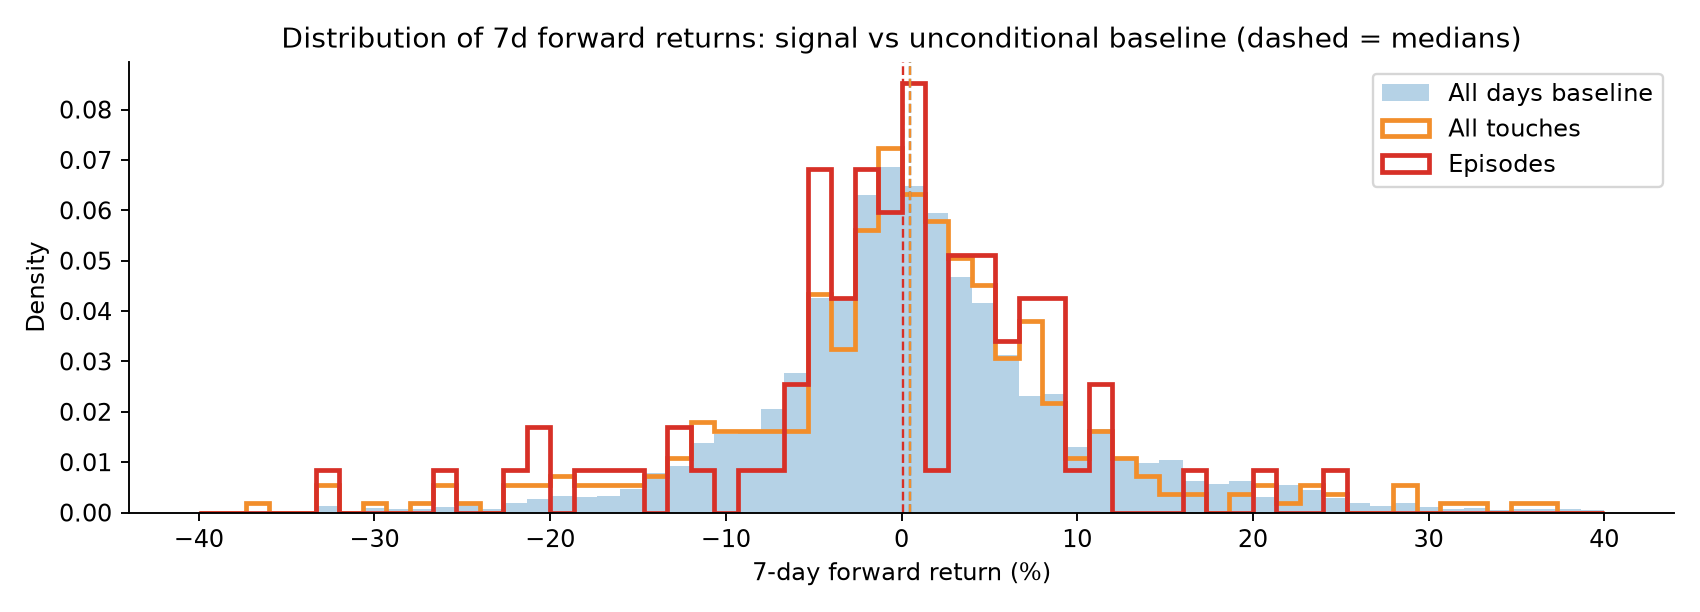 Distribution of 7d forward returns: signal vs unconditional baseline (dashed = medians)
All days baseline
All touches
Episodes
Density
0.08
0.07
0.06
0.05
0.04
0.03
0.02
0.01
0.00
−40 −30 −20 −10 0 10 20 30 40
7-day forward return (%)